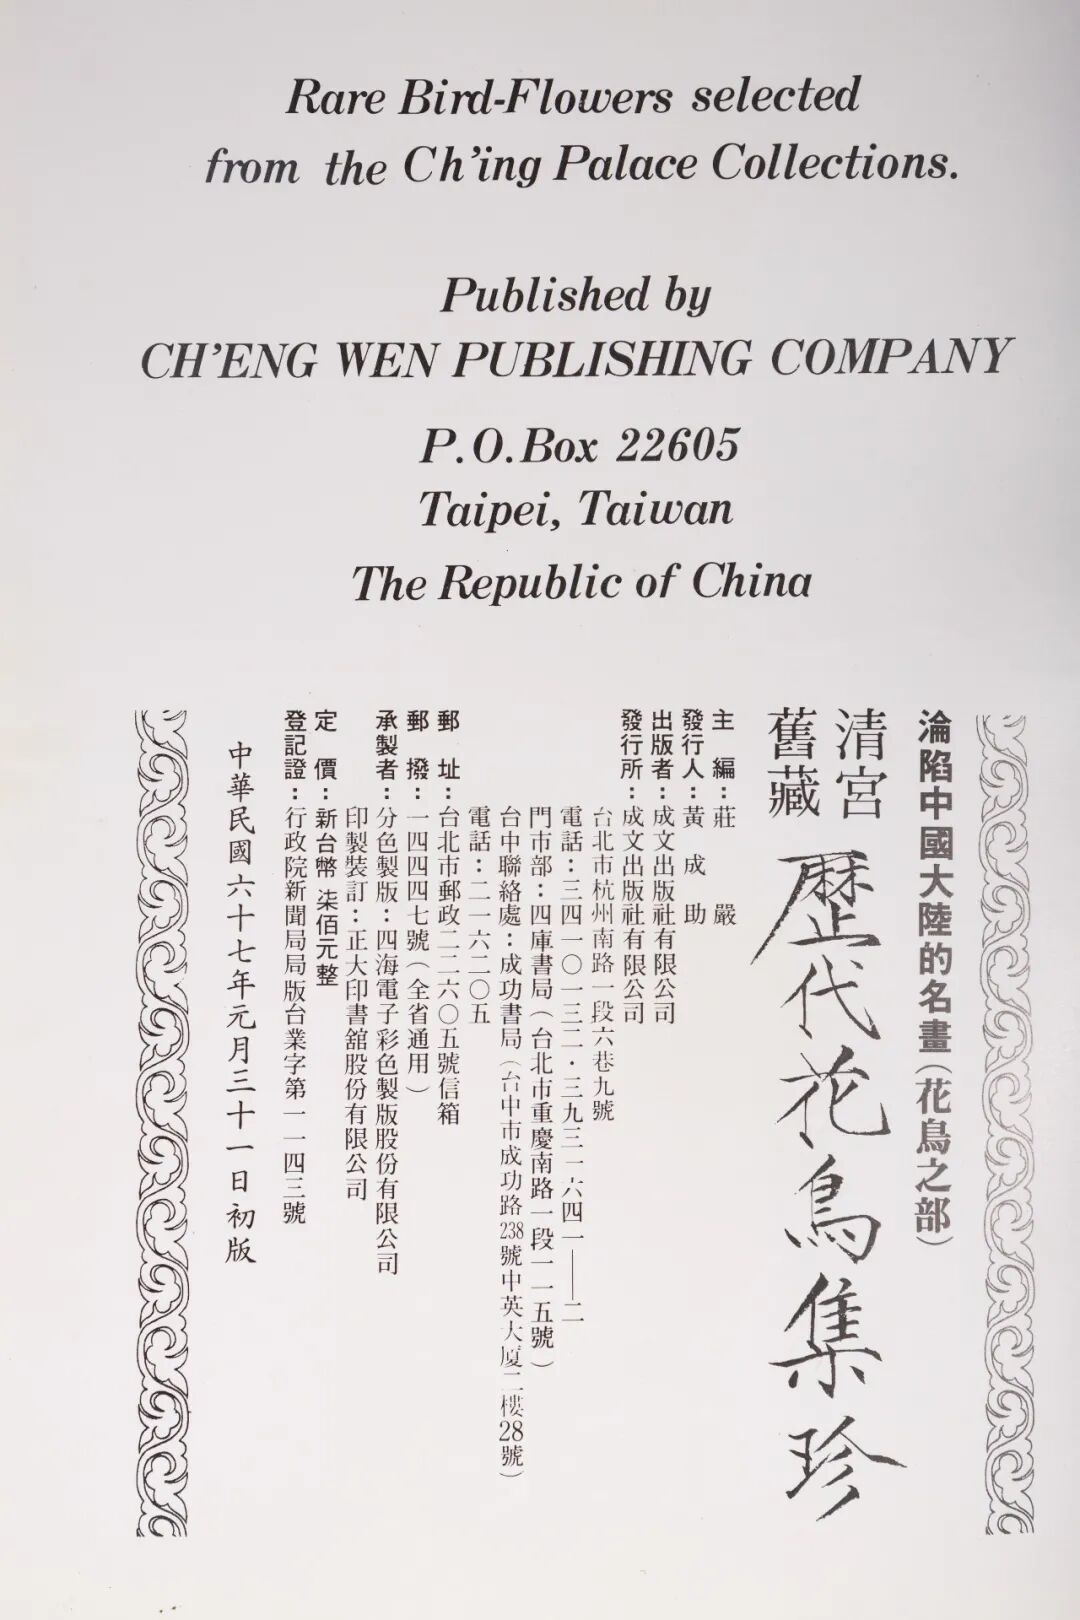 Rare Bird-Flowers selected
from the Ch'ing Palace Collections.
Published by
CH'ENG WEN PUBLISHING COMPANY
P.O.Box 22605
Taipei, Taiwan
The Republic of China
淪陷中國大陸的名畫(花鳥之部)
清宮
舊藏
歷代花鳥集珍
主編:莊嚴
發行人:黃成助
出版者:成文出版社有限公司
發行所:成文出版社有限公司
台北市杭州南路一段六巷九號
電話:三四一〇一三二·三九三一六四一——二
門市部:四庫書局(台北市重慶南路一段一一五號)
台中聯絡處:成功書局(台中市成功路238號中英大廈二樓28號)
電話:二一六二〇五
郵址:台北市郵政二二六〇五號信箱
郵撥:一四四四七號(全省通用)
承製者:分色製版:四海電子彩色製版股份有限公司
印製裝訂:正大印書舘股份有限公司
定價:新台幣柒佰元整
登記證:行政院新聞局局版台業字第一一四三號
中華民國六十七年元月三十一日初版